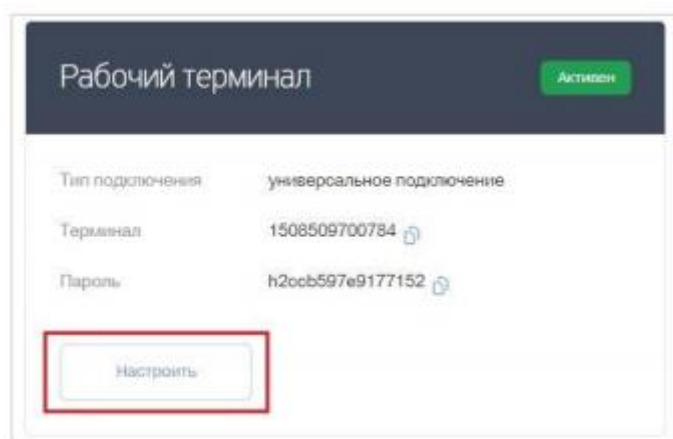 Рабочий терминал
Активен
Тип подключения универсальное подключение
Терминал 1508509700784
Пароль h2ocb597e9177152
Настроить